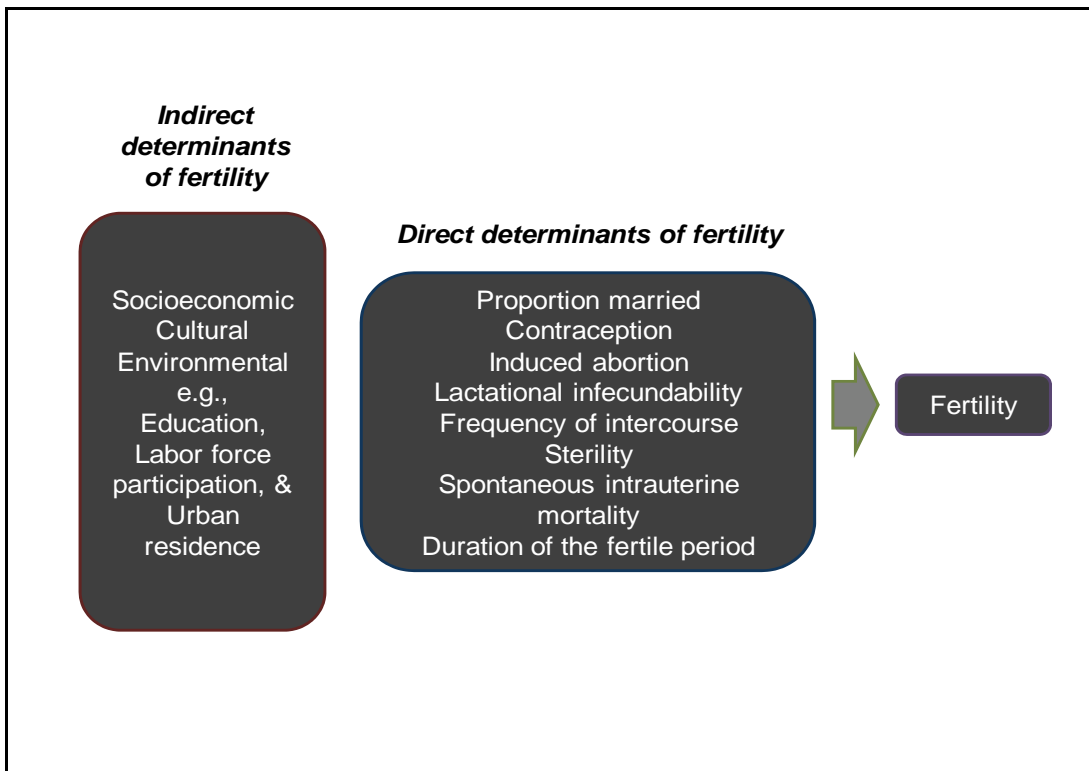 Indirect
determinants
of fertility
Socioeconomic
Cultural
Environmental
e.g.,
Education,
Labor force
participation, &
Urban
residence
Direct determinants of fertility
Proportion married
Contraception
Induced abortion
Lactational infecundability
Frequency of intercourse
Sterility
Spontaneous intrauterine
mortality
Duration of the fertile period
Fertility